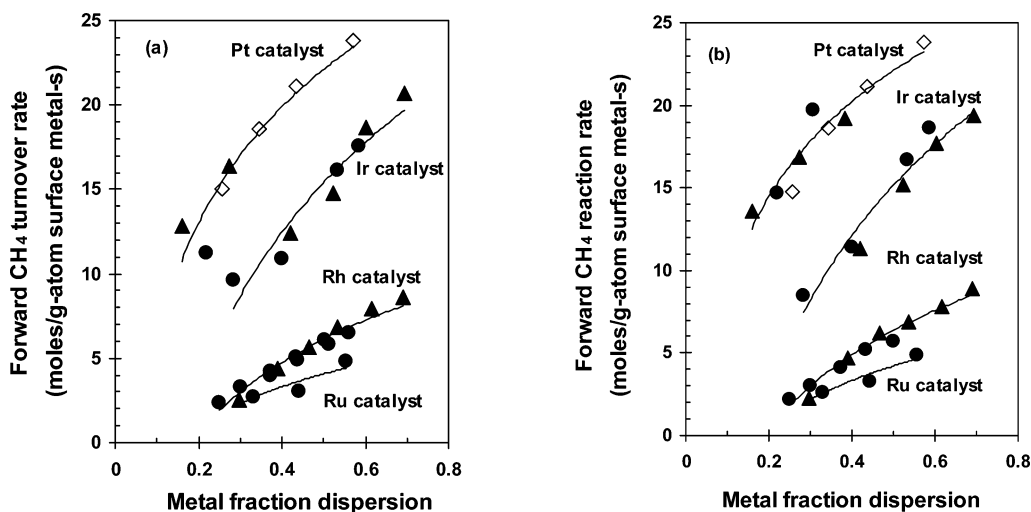 (a)
Pt catalyst
Ir catalyst
Rh catalyst
Ru catalyst
25
20
15
10
5
0
0
0.2
0.4
0.6
0.8
Forward CH₄ turnover rate
(moles/g-atom surface metal-s)
Metal fraction dispersion
(b)
Pt catalyst
Ir catalyst
Rh catalyst
Ru catalyst
25
20
15
10
5
0
0
0.2
0.4
0.6
0.8
Forward CH₄ reaction rate
(moles/g-atom surface metal-s)
Metal fraction dispersion